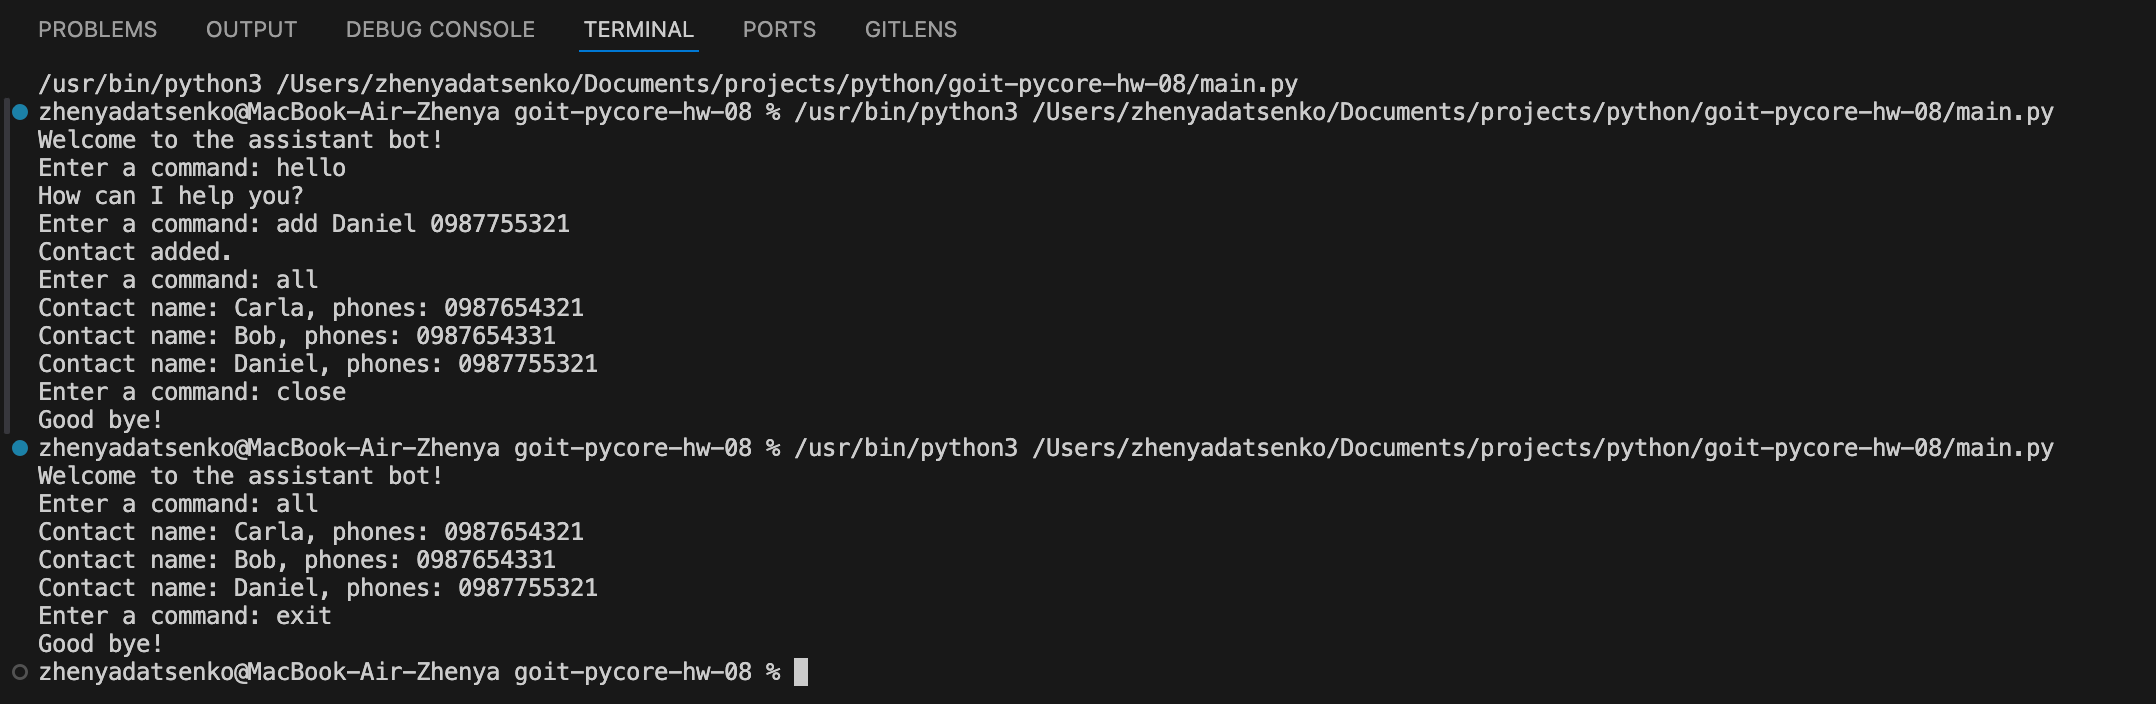 PROBLEMS OUTPUT DEBUG CONSOLE TERMINAL PORTS GITLENS
/usr/bin/python3 /Users/zhenyadatsenko/Documents/projects/python/goit-pycore-hw-08/main.py
zhenyadatsenko@MacBook-Air-Zhenya goit-pycore-hw-08 % /usr/bin/python3 /Users/zhenyadatsenko/Documents/projects/python/goit-pycore-hw-08/main.py
Welcome to the assistant bot!
Enter a command: hello
How can I help you?
Enter a command: add Daniel 0987755321
Contact added.
Enter a command: all
Contact name: Carla, phones: 0987654321
Contact name: Bob, phones: 0987654331
Contact name: Daniel, phones: 0987755321
Enter a command: close
Good bye!
zhenyadatsenko@MacBook-Air-Zhenya goit-pycore-hw-08 % /usr/bin/python3 /Users/zhenyadatsenko/Documents/projects/python/goit-pycore-hw-08/main.py
Welcome to the assistant bot!
Enter a command: all
Contact name: Carla, phones: 0987654321
Contact name: Bob, phones: 0987654331
Contact name: Daniel, phones: 0987755321
Enter a command: exit
Good bye!
zhenyadatsenko@MacBook-Air-Zhenya goit-pycore-hw-08 %